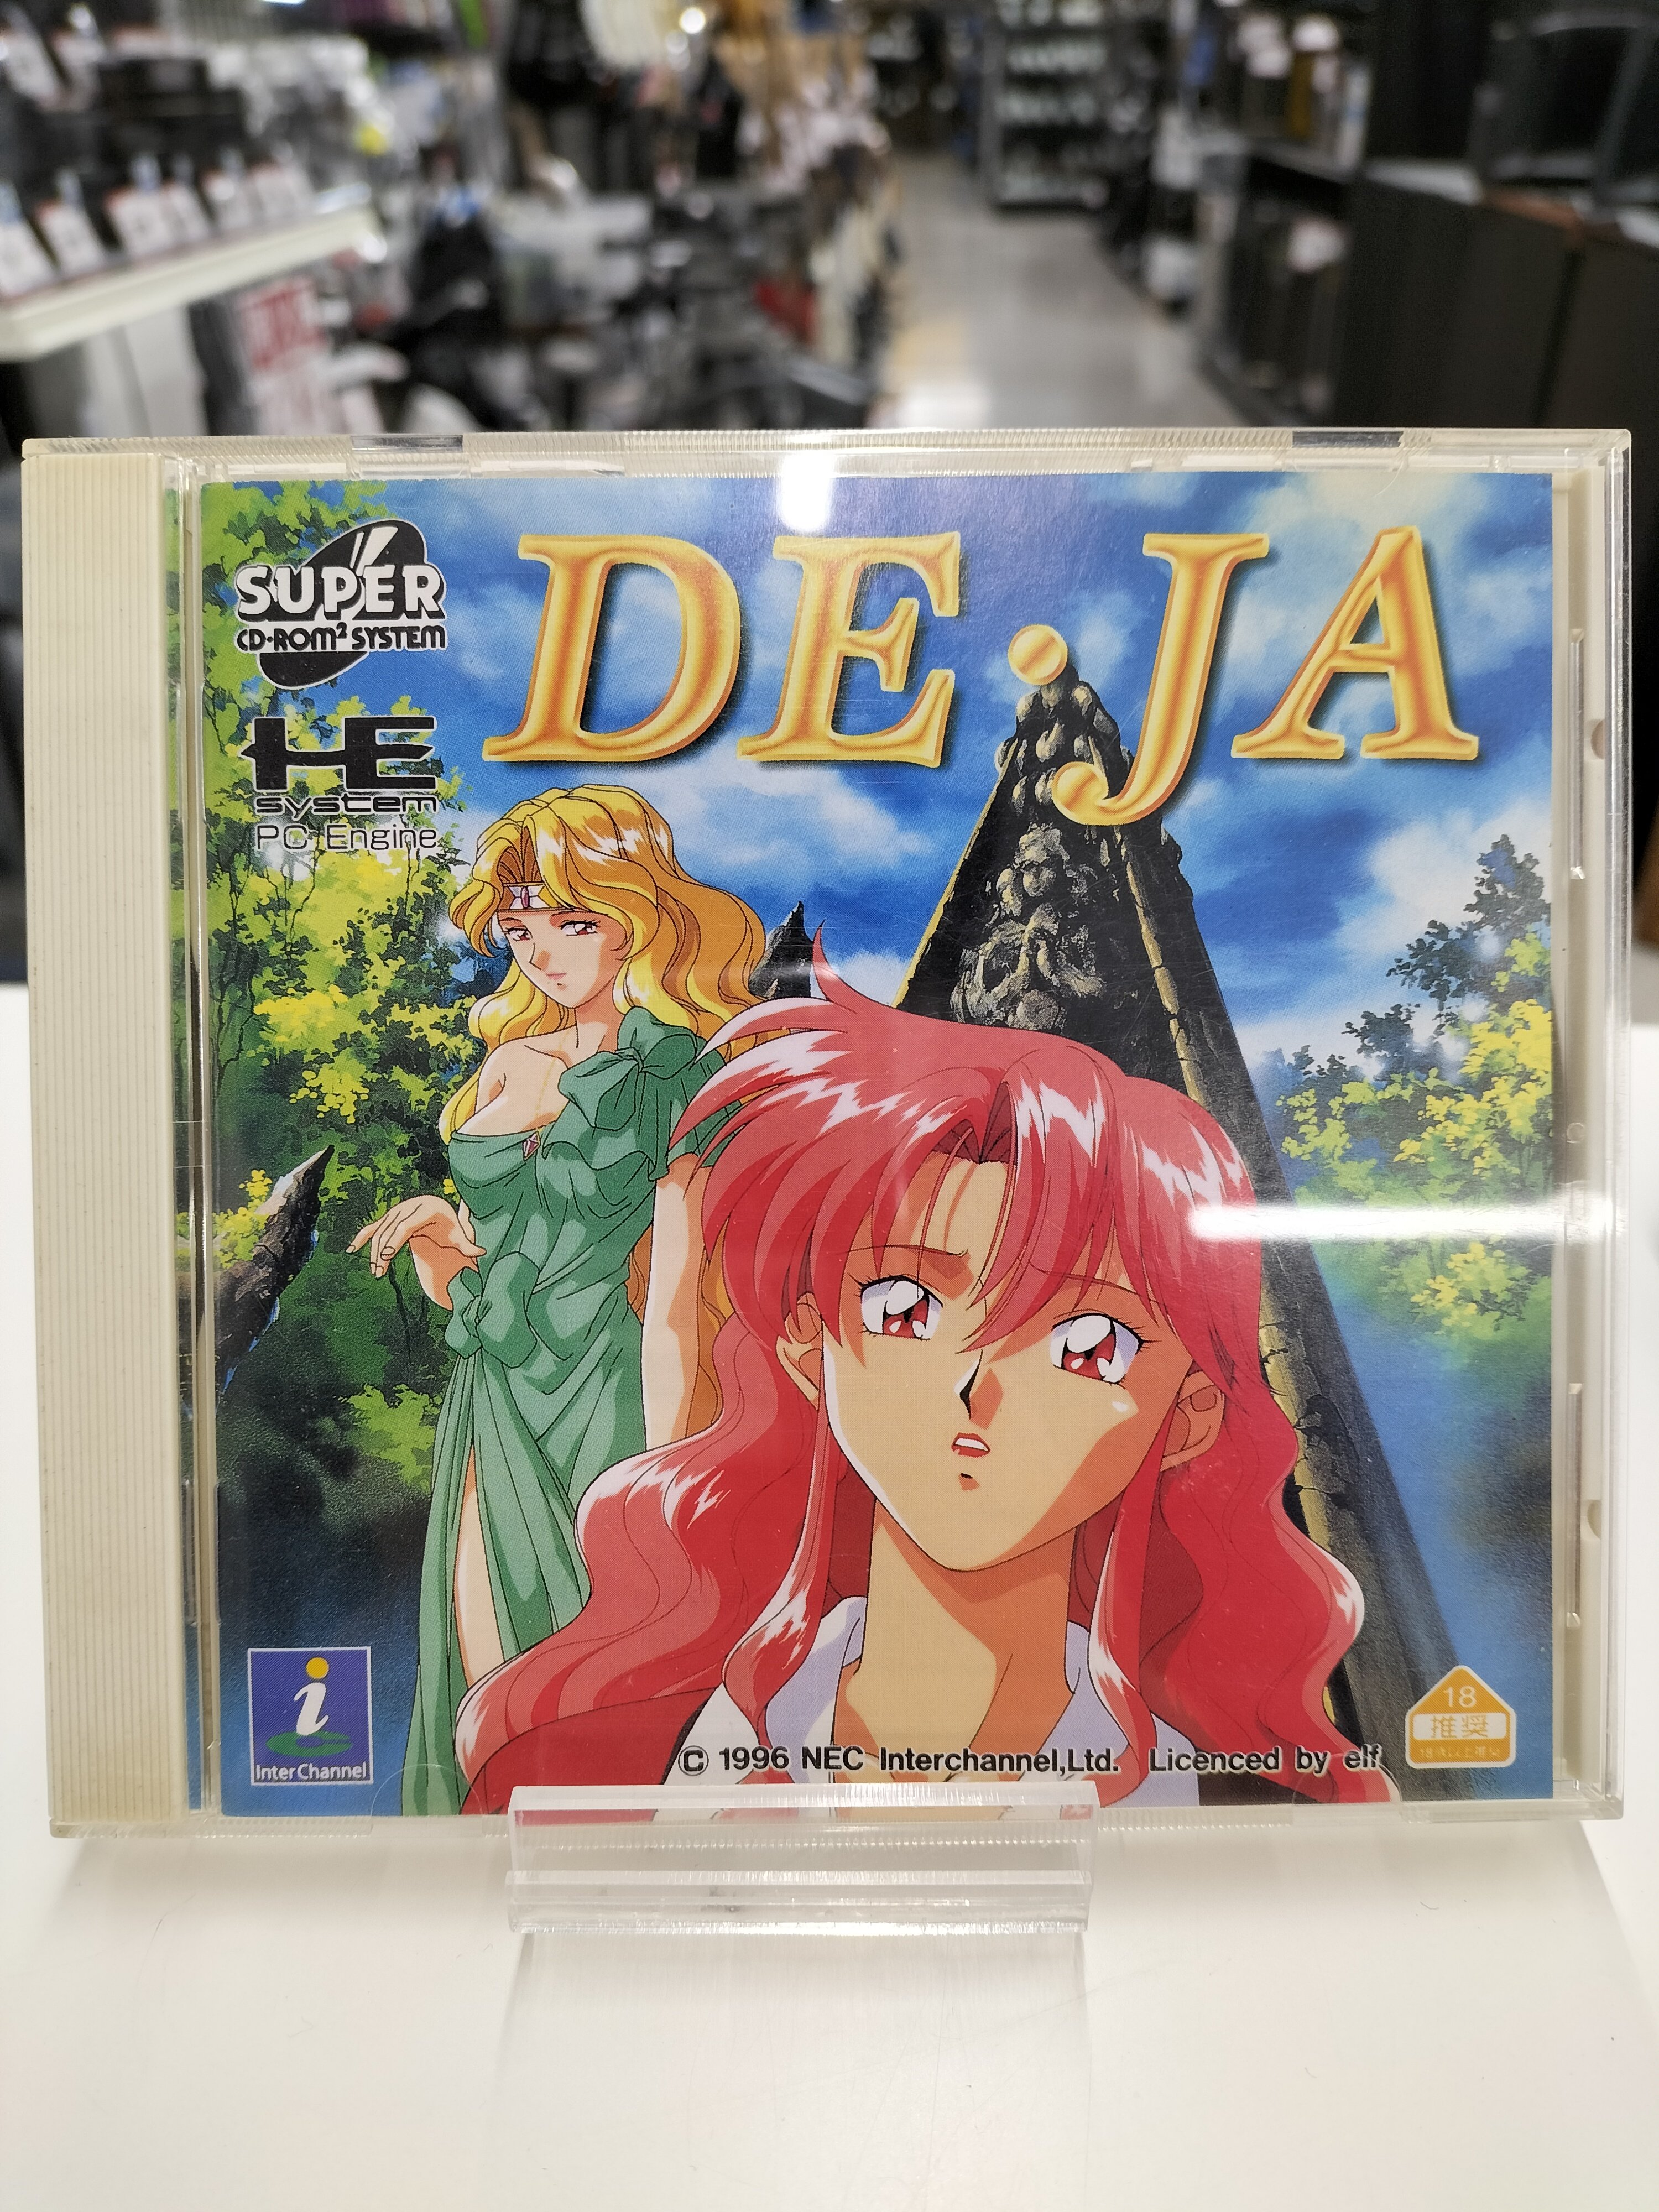 DE・JA
SUPER
CD-ROM² SYSTEM
HE
system
PC Engine
i
InterChannel
© 1996 NEC Interchannel,Ltd. Licenced by elf
18
推奨